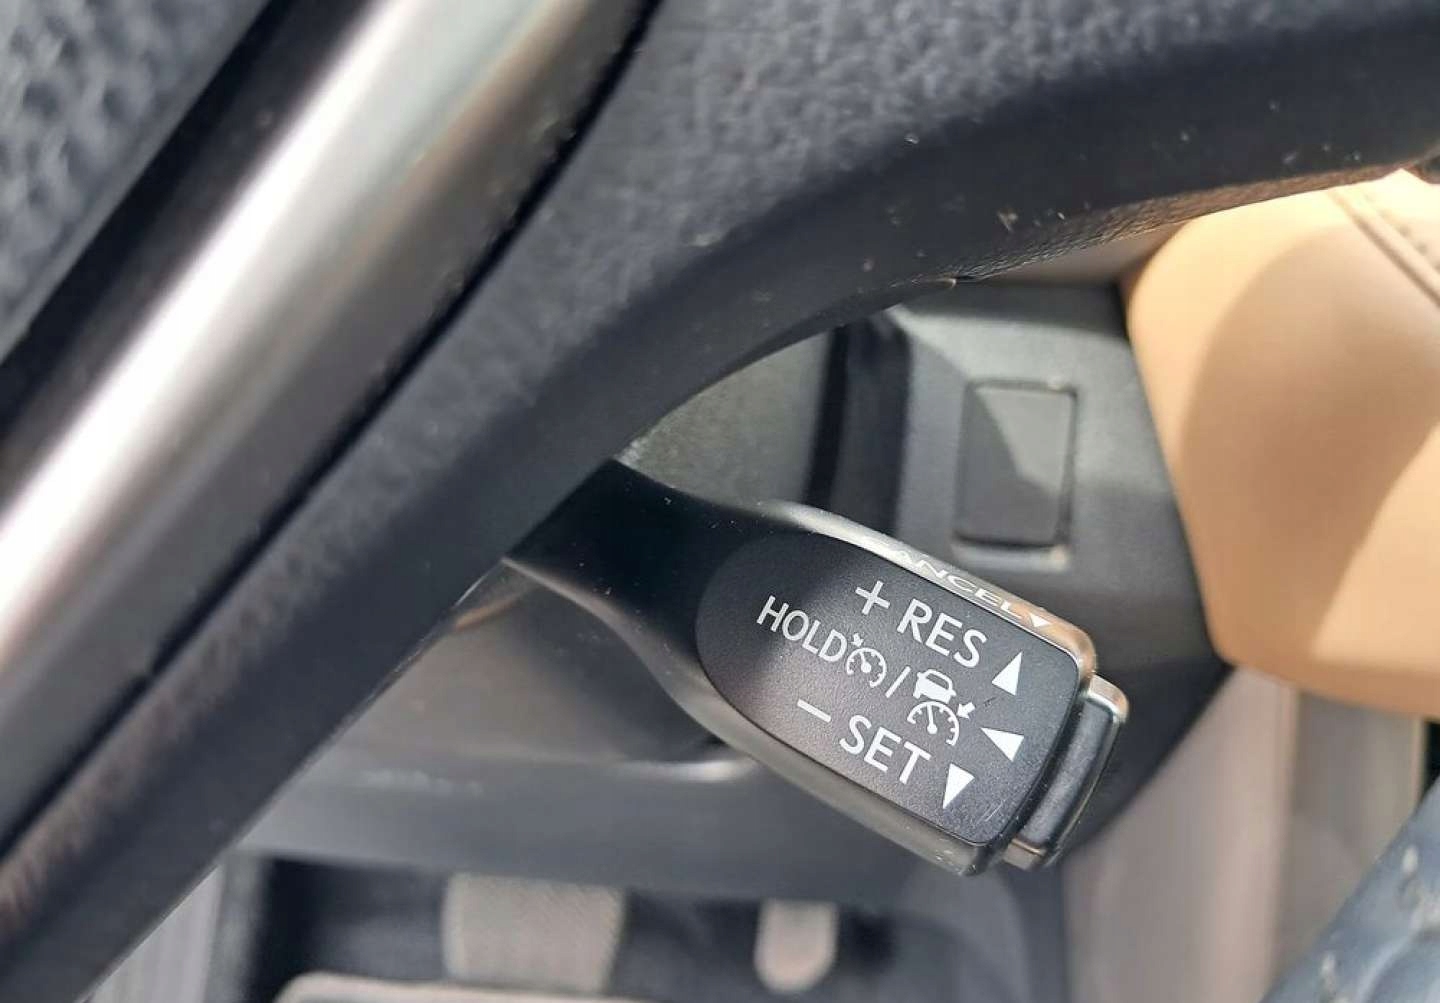 CANCEL▼
+ RES ▲
HOLD / ◀
− SET ▼